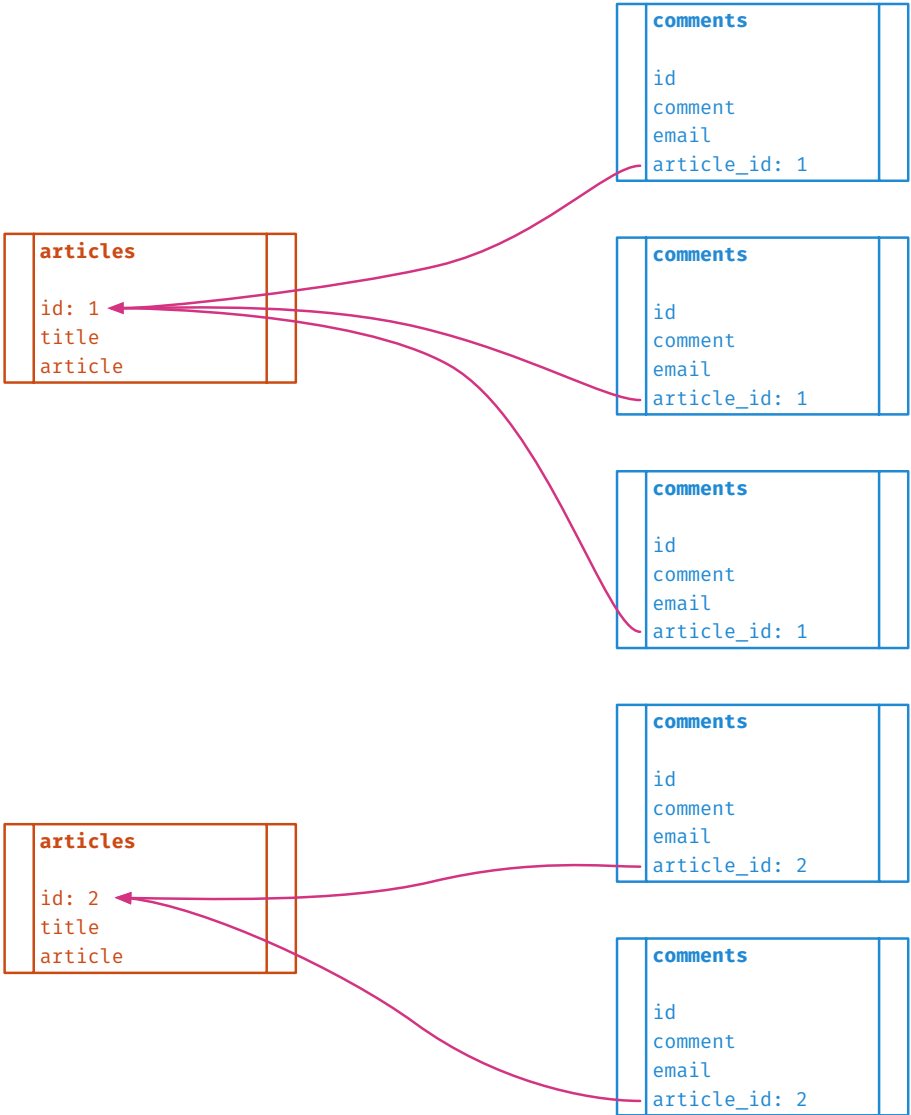 comments
id
comment
email
article_id: 1
articles
id: 1
title
article
comments
id
comment
email
article_id: 1
comments
id
comment
email
article_id: 1
comments
id
comment
email
article_id: 2
articles
id: 2
title
article
comments
id
comment
email
article_id: 2